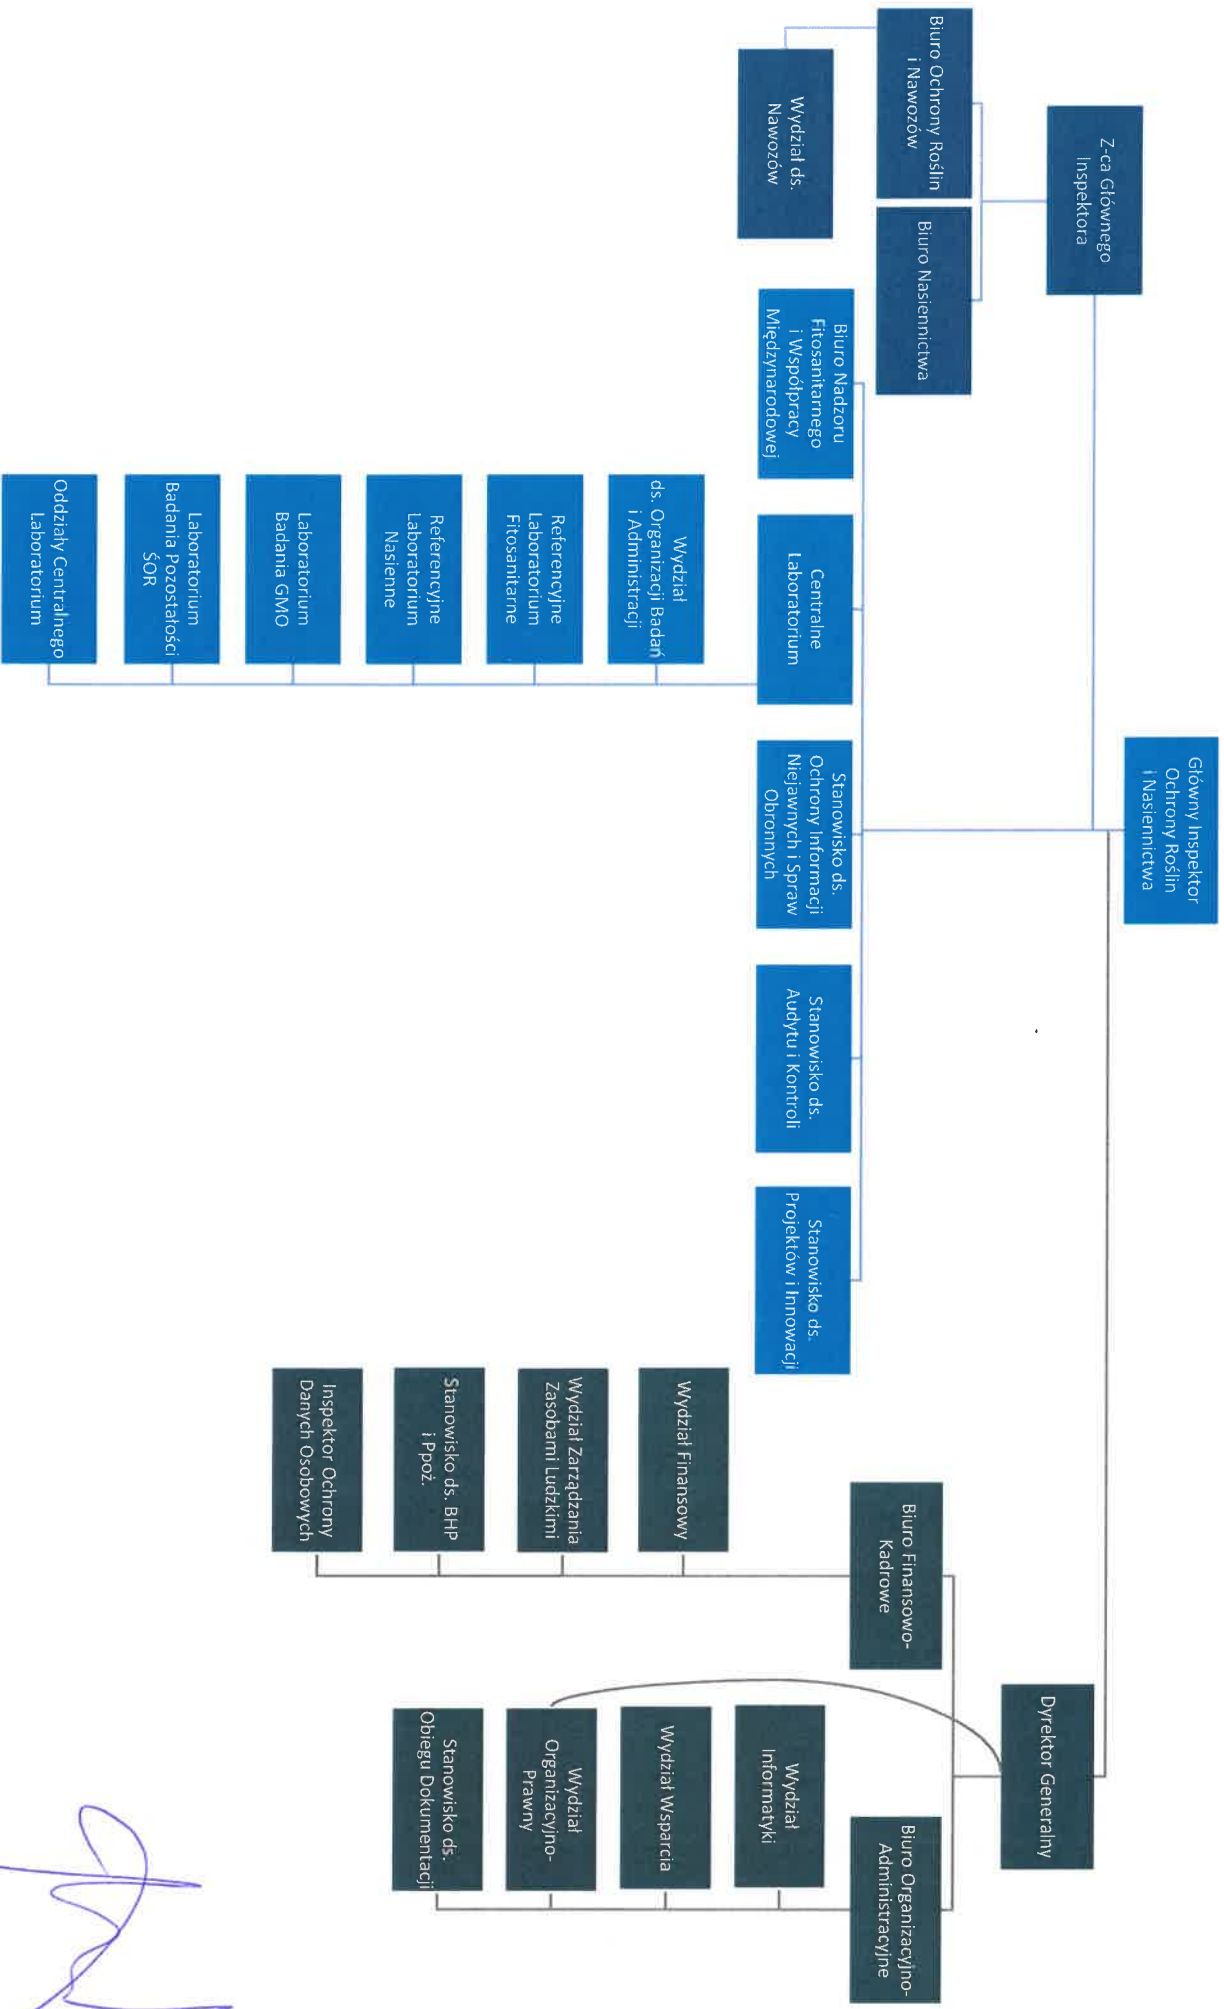 Główny Inspektor
Ochrony Roślin
i Nasiennictwa
Z-ca Głównego
Inspektora
Dyrektor Generalny
Biuro Ochrony Roślin
i Nawozów
Biuro Nasiennictwa
Wydział ds.
Nawozów
Biuro Nadzoru
Fitosanitarnego
i Współpracy
Międzynarodowej
Centralne
Laboratorium
Stanowisko ds.
Ochrony Informacji
Niejawnych i Spraw
Obronnych
Stanowisko ds.
Audytu i Kontroli
Stanowisko ds.
Projektów i Innowacji
Wydział
ds. Organizacji Badań
i Administracji
Referencyjne
Laboratorium
Fitosanitarne
Referencyjne
Laboratorium
Nasienne
Laboratorium
Badania GMO
Laboratorium
Badania Pozostałości
ŚOR
Oddziały Centralnego
Laboratorium
Biuro Finansowo-
Kadrowe
Wydział Finansowy
Wydział Zarządzania
Zasobami Ludzkimi
Stanowisko ds. BHP
i Ppoż.
Inspektor Ochrony
Danych Osobowych
Biuro Organizacyjno-
Administracyjne
Wydział
Informatyki
Wydział Wsparcia
Wydział
Organizacyjno-
Prawny
Stanowisko ds.
Obiegu Dokumentacji